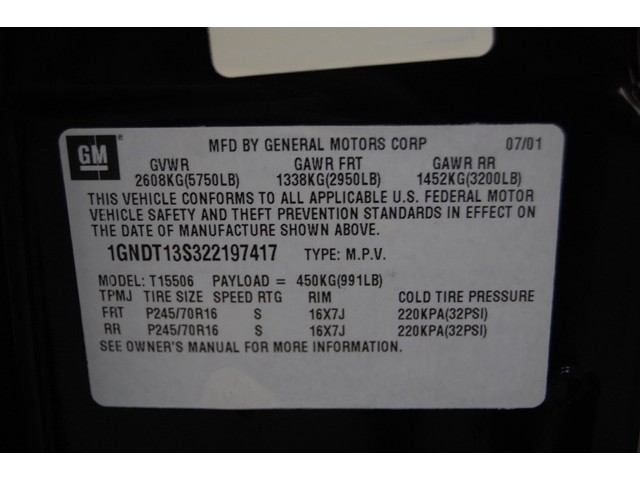 GM® MFD BY GENERAL MOTORS CORP 07/01
GVWR GAWR FRT GAWR RR
2608KG(5750LB) 1338KG(2950LB) 1452KG(3200LB)
THIS VEHICLE CONFORMS TO ALL APPLICABLE U.S. FEDERAL MOTOR
VEHICLE SAFETY AND THEFT PREVENTION STANDARDS IN EFFECT ON
THE DATE OF MANUFACTURE SHOWN ABOVE.
1GNDT13S322197417 TYPE: M.P.V.
MODEL: T15506 PAYLOAD = 450KG(991LB)
TPMJ TIRE SIZE SPEED RTG RIM COLD TIRE PRESSURE
FRT P245/70R16 S 16X7J 220KPA(32PSI)
RR P245/70R16 S 16X7J 220KPA(32PSI)
SEE OWNER'S MANUAL FOR MORE INFORMATION.